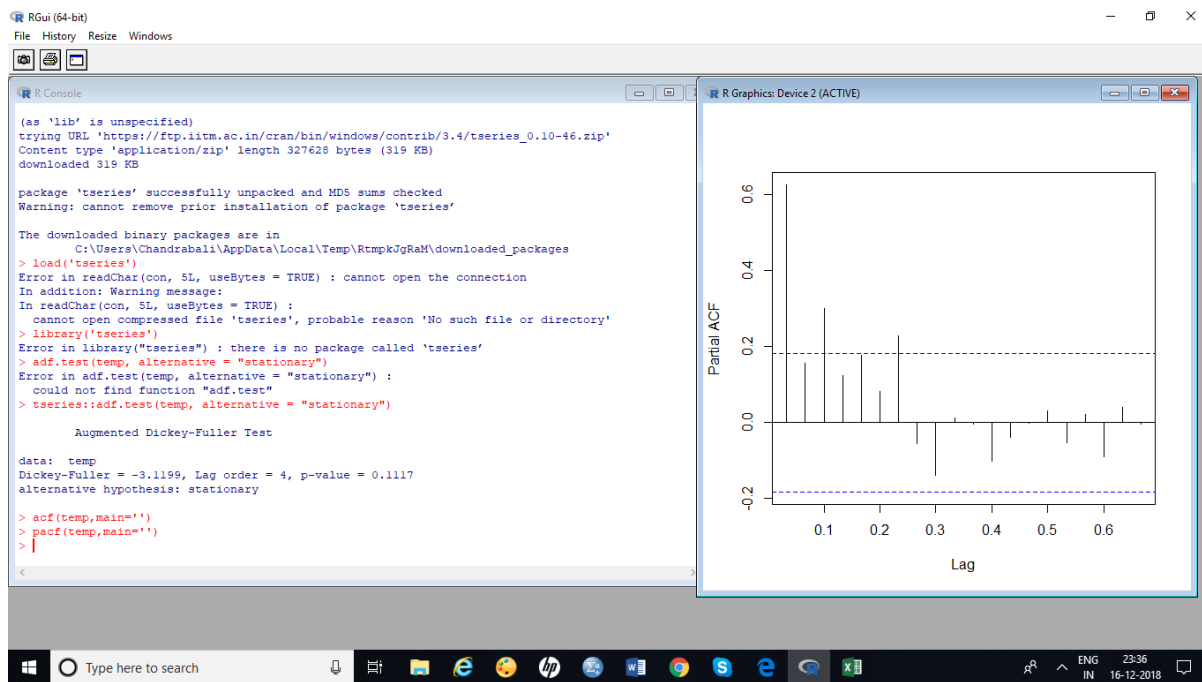 RGui (64-bit)
File History Resize Windows
R Console
(as ‘lib’ is unspecified)
trying URL 'https://ftp.iitm.ac.in/cran/bin/windows/contrib/3.4/tseries_0.10-46.zip'
Content type 'application/zip' length 327628 bytes (319 KB)
downloaded 319 KB
package ‘tseries’ successfully unpacked and MD5 sums checked
Warning: cannot remove prior installation of package ‘tseries’
The downloaded binary packages are in
C:\Users\Chandrabali\AppData\Local\Temp\RtmpkJgRaM\downloaded_packages
> load('tseries')
Error in readChar(con, 5L, useBytes = TRUE) : cannot open the connection
In addition: Warning message:
In readChar(con, 5L, useBytes = TRUE) :
cannot open compressed file 'tseries', probable reason 'No such file or directory'
> library('tseries')
Error in library("tseries") : there is no package called ‘tseries’
> adf.test(temp, alternative = "stationary")
Error in adf.test(temp, alternative = "stationary") :
could not find function "adf.test"
> tseries::adf.test(temp, alternative = "stationary")
Augmented Dickey-Fuller Test
data: temp
Dickey-Fuller = -3.1199, Lag order = 4, p-value = 0.1117
alternative hypothesis: stationary
> acf(temp,main='')
> pacf(temp,main='')
>
R Graphics: Device 2 (ACTIVE)
Partial ACF
0.6
0.4
0.2
0.0
-0.2
0.1 0.2 0.3 0.4 0.5 0.6
Lag
Type here to search
ENG
IN
23:36
16-12-2018